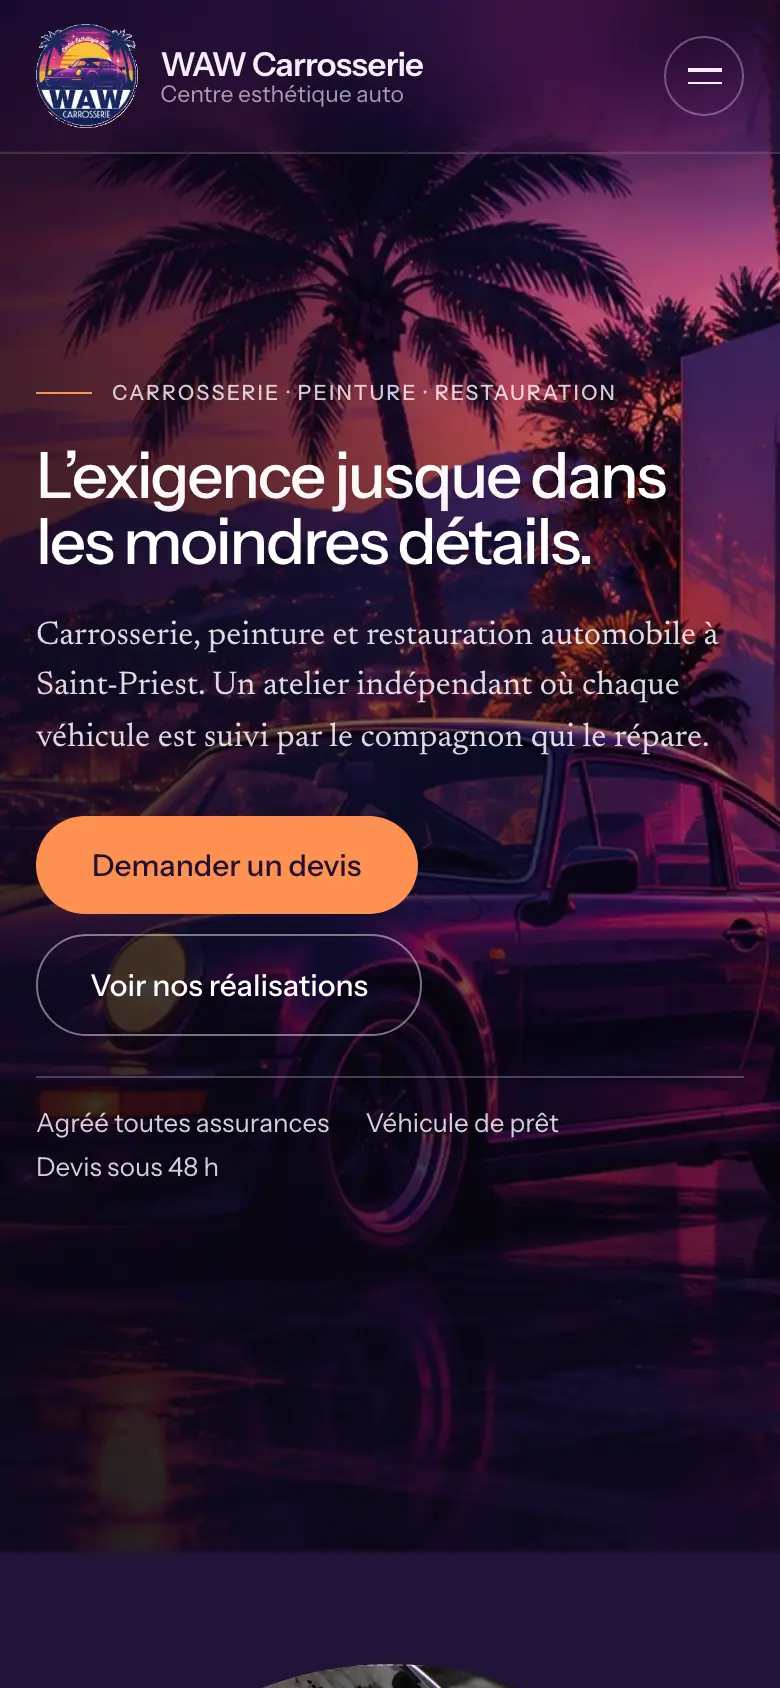 WAW
CARROSSERIE
WAW Carrosserie
Centre esthétique auto
CARROSSERIE · PEINTURE · RESTAURATION
L’exigence jusque dans
les moindres détails.
Carrosserie, peinture et restauration automobile à
Saint-Priest. Un atelier indépendant où chaque
véhicule est suivi par le compagnon qui le répare.
Demander un devis
Voir nos réalisations
Agréé toutes assurances Véhicule de prêt
Devis sous 48 h